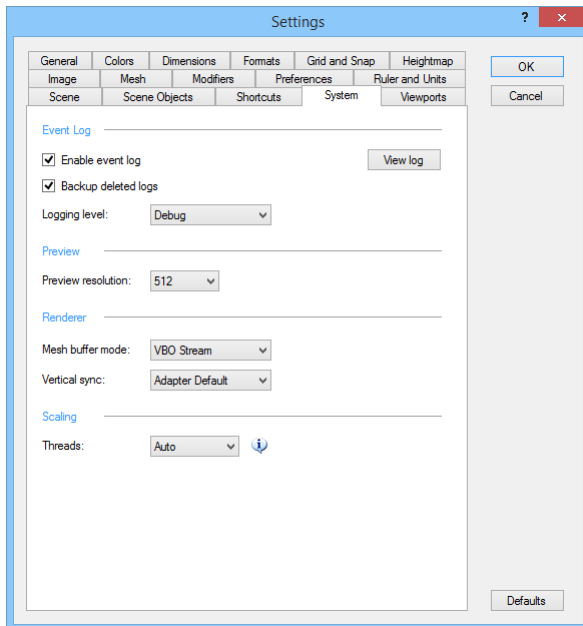 Settings
? ×
General Colors Dimensions Formats Grid and Snap Heightmap
Image Mesh Modifiers Preferences Ruler and Units
Scene Scene Objects Shortcuts System Viewports
OK
Cancel
Event Log
Enable event log View log
Backup deleted logs
Logging level: Debug
Preview
Preview resolution: 512
Renderer
Mesh buffer mode: VBO Stream
Vertical sync: Adapter Default
Scaling
Threads: Auto i
Defaults